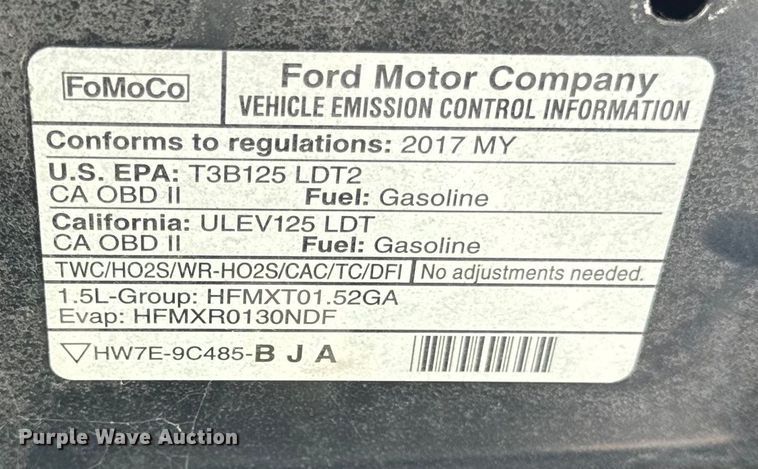 FoMoCo
Ford Motor Company
VEHICLE EMISSION CONTROL INFORMATION
Conforms to regulations: 2017 MY
U.S. EPA: T3B125 LDT2
CA OBD II Fuel: Gasoline
California: ULEV125 LDT
CA OBD II Fuel: Gasoline
TWC/HO2S/WR-HO2S/CAC/TC/DFI No adjustments needed.
1.5L-Group: HFMXT01.52GA
Evap: HFMXR0130NDF
HW7E-9C485-B J A
Purple Wave Auction